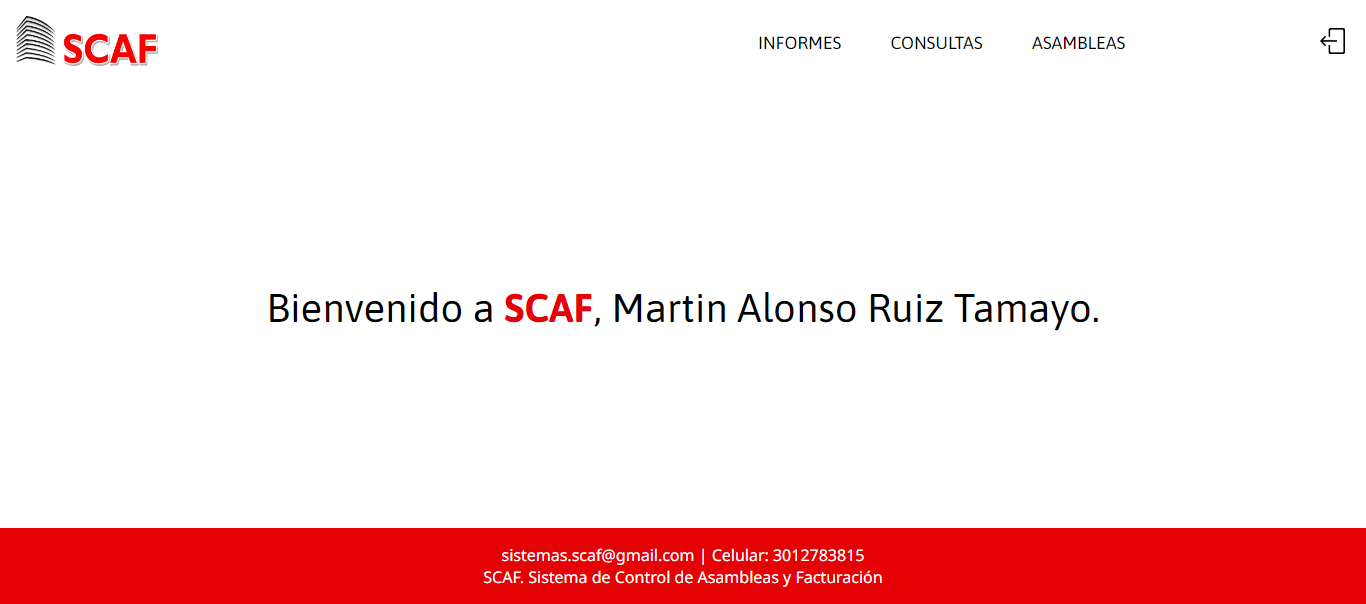 SCAF
INFORMES
CONSULTAS
ASAMBLEAS
Bienvenido a SCAF, Martin Alonso Ruiz Tamayo.
sistemas.scaf@gmail.com | Celular: 3012783815
SCAF. Sistema de Control de Asambleas y Facturación